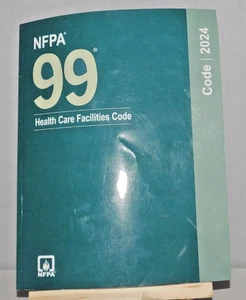 NFPA®
99®
Health Care Facilities Code
Code | 2024
NFPA®